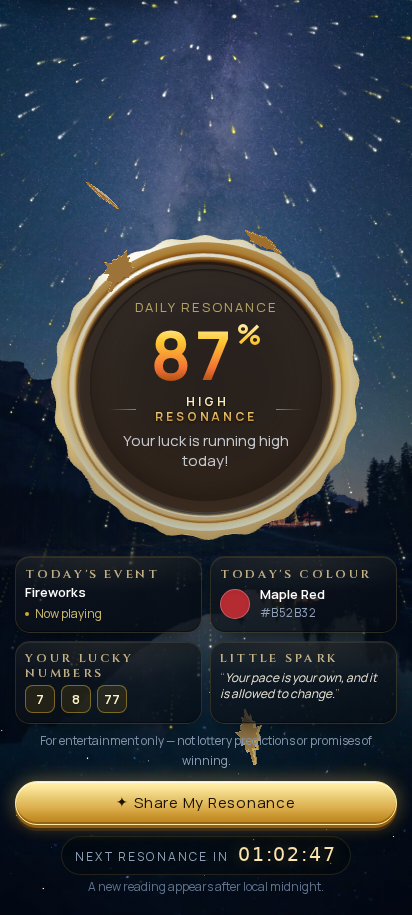 DAILY RESONANCE
87%
HIGH
RESONANCE
Your luck is running high
today!
TODAY'S EVENT
Fireworks
• Now playing
TODAY'S COLOUR
Maple Red
#B52B32
YOUR LUCKY
NUMBERS
7 8 77
LITTLE SPARK
"Your pace is your own, and it
is allowed to change."
For entertainment only — not lottery predictions or promises of
winning.
✦ Share My Resonance
NEXT RESONANCE IN 01:02:47
A new reading appears after local midnight.